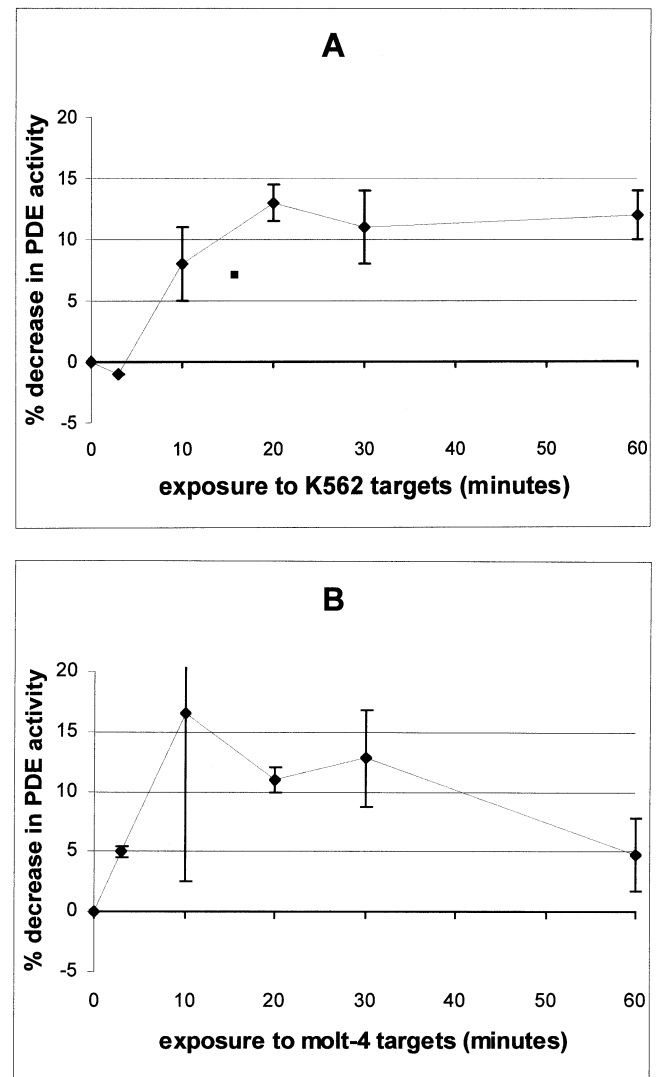 A
% decrease in PDE activity
20
15
10
5
0
-5
0 10 20 30 40 50 60
exposure to K562 targets (minutes)
B
% decrease in PDE activity
20
15
10
5
0
-5
0 10 20 30 40 50 60
exposure to molt-4 targets (minutes)